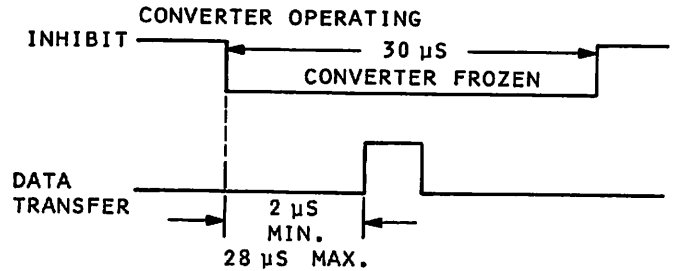 CONVERTER OPERATING
INHIBIT
30 µS
CONVERTER FROZEN
DATA
TRANSFER
2 µS
MIN.
28 µS MAX.